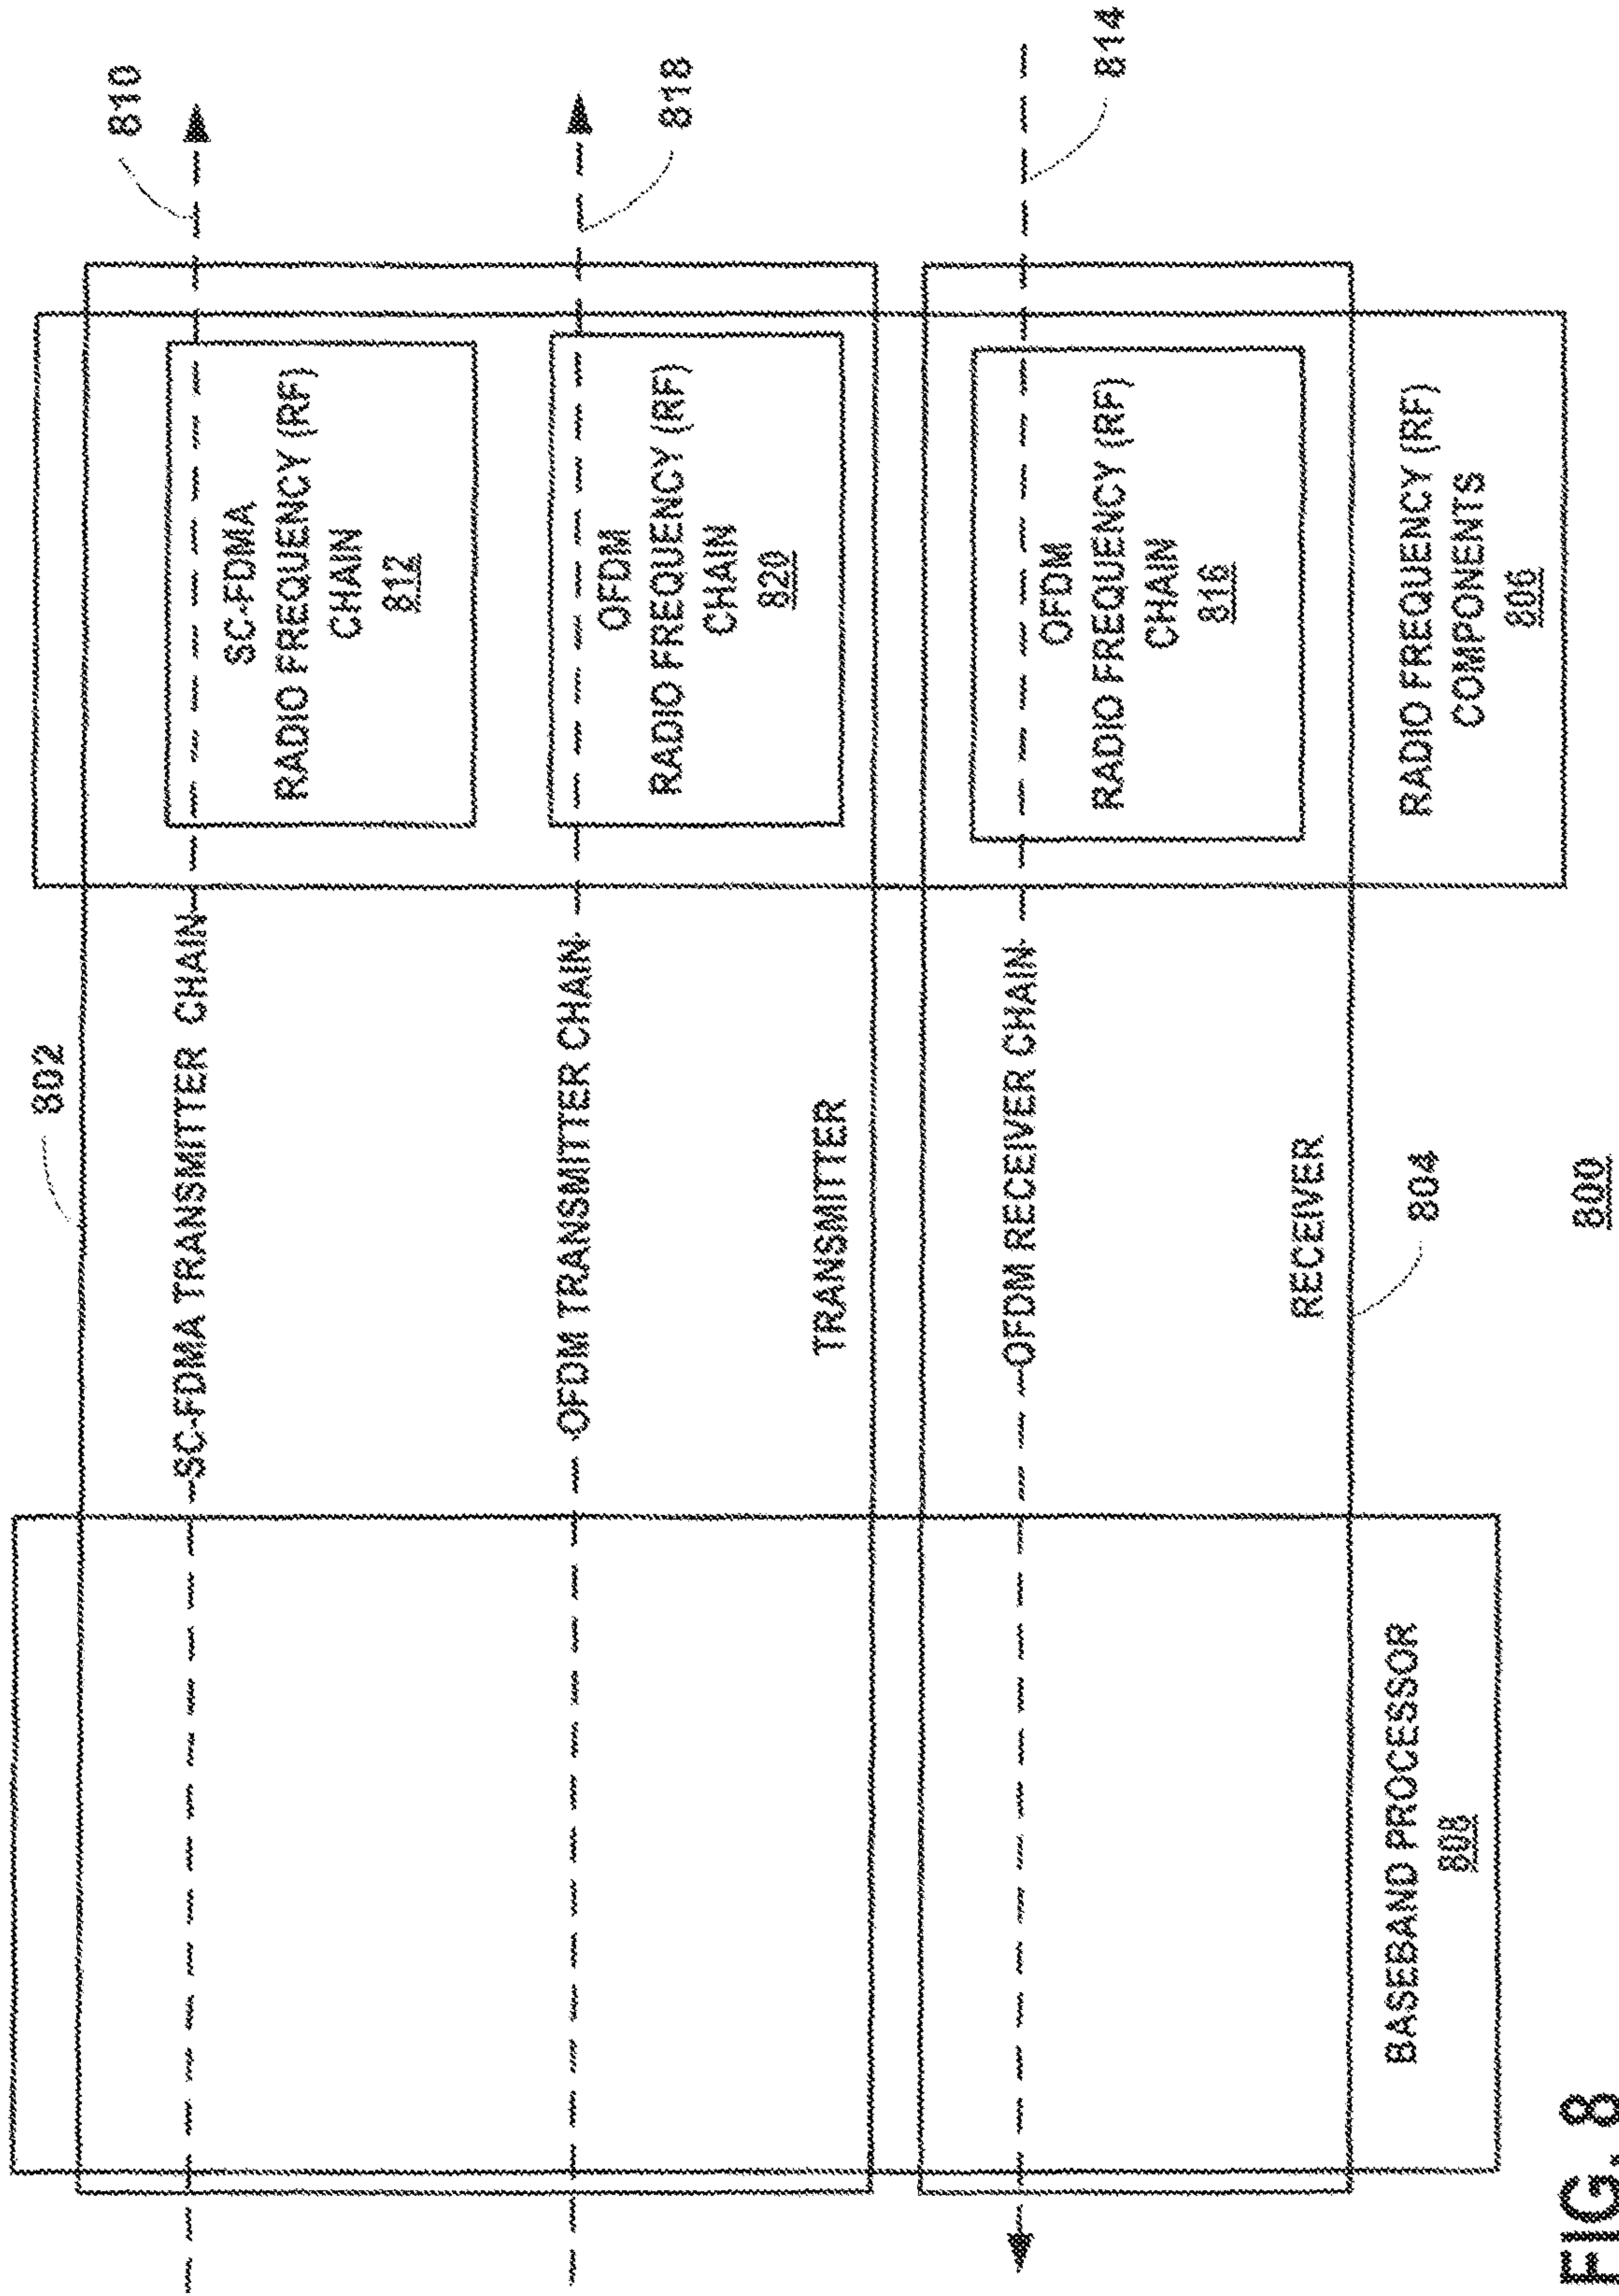 802
810
SC-FDMA TRANSMITTER CHAIN
SC-FDMA
RADIO FREQUENCY (RF)
CHAIN
812
818
OFDM TRANSMITTER CHAIN
OFDM
RADIO FREQUENCY (RF)
CHAIN
820
TRANSMITTER
814
OFDM RECEIVER CHAIN
OFDM
RADIO FREQUENCY (RF)
CHAIN
816
RECEIVER
804
BASEBAND PROCESSOR
808
RADIO FREQUENCY (RF)
COMPONENTS
806
800
FIG. 8